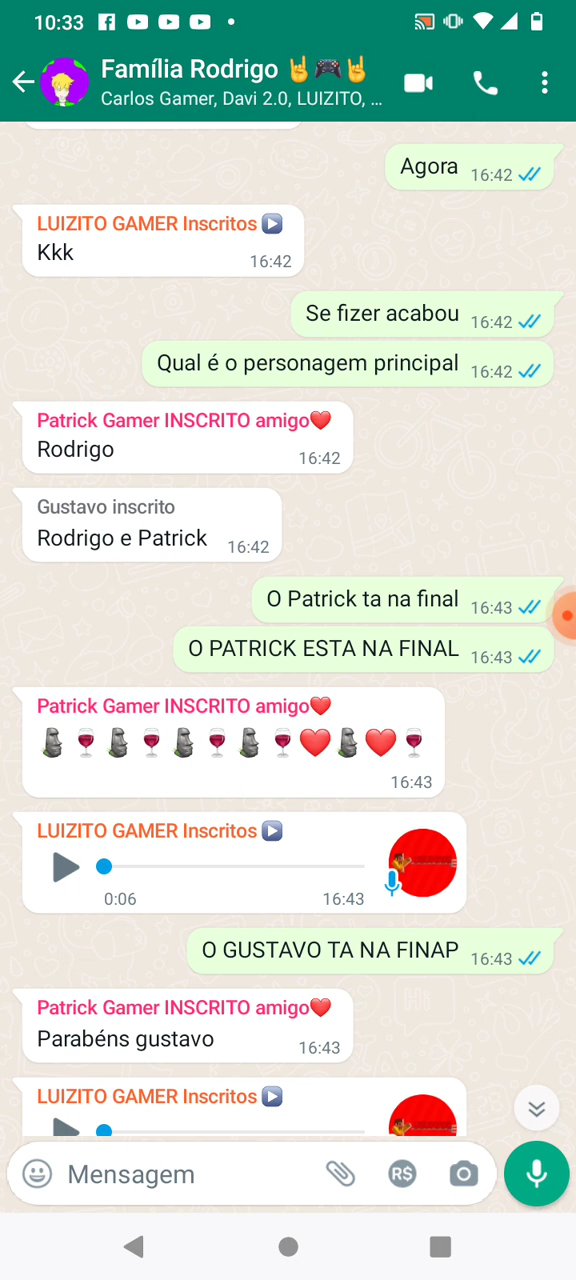 10:33
Família Rodrigo 🤘🎮🤘
Carlos Gamer, Davi 2.0, LUIZITO, ...
Agora 16:42
LUIZITO GAMER Inscritos ▶️
Kkk 16:42
Se fizer acabou 16:42
Qual é o personagem principal 16:42
Patrick Gamer INSCRITO amigo❤️
Rodrigo 16:42
Gustavo inscrito
Rodrigo e Patrick 16:42
O Patrick ta na final 16:43
O PATRICK ESTA NA FINAL 16:43
Patrick Gamer INSCRITO amigo❤️
🗿🍷🗿🍷🗿🍷🗿🍷❤️🗿❤️🍷
16:43
LUIZITO GAMER Inscritos ▶️
0:06 16:43
O GUSTAVO TA NA FINAP 16:43
Patrick Gamer INSCRITO amigo❤️
Parabéns gustavo 16:43
LUIZITO GAMER Inscritos ▶️
Mensagem R$